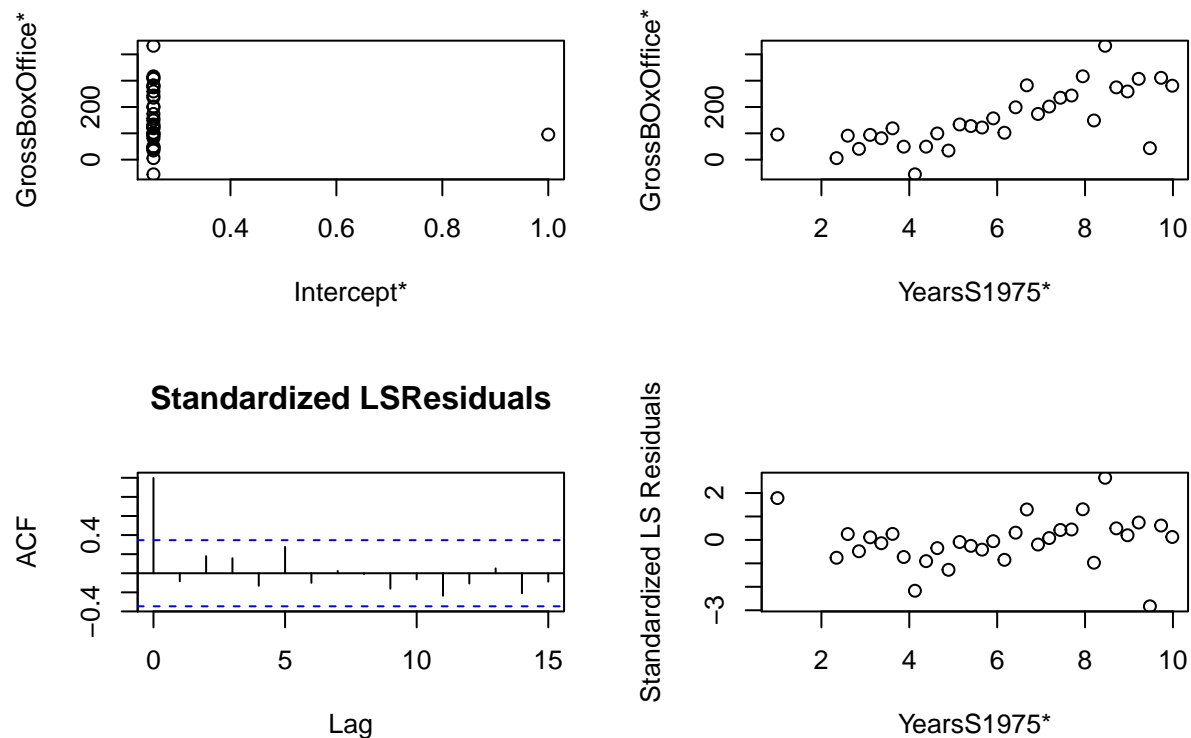 GrossBoxOffice*
0 200
0.4 0.6 0.8 1.0
Intercept*
GrossBOxOffice*
0 200
2 4 6 8 10
YearsS1975*
Standardized LSResiduals
ACF
−0.4 0.4
0 5 10 15
Lag
Standardized LS Residuals
−3 0 2
2 4 6 8 10
YearsS1975*